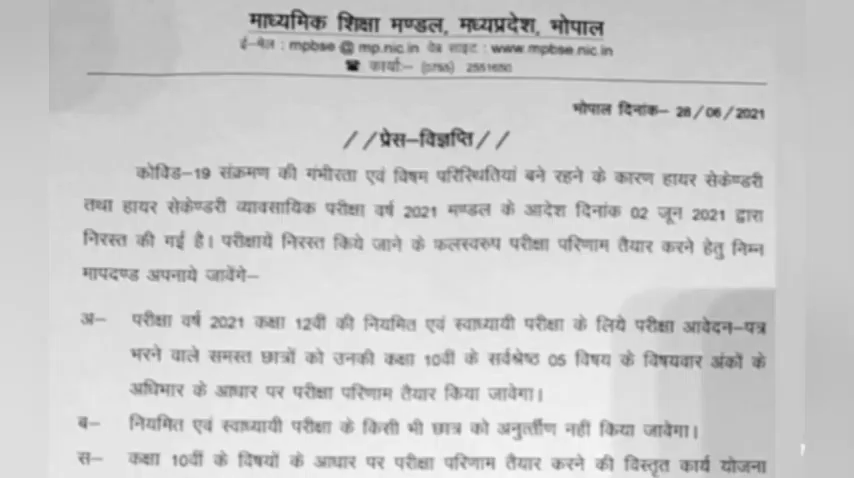 माध्यमिक शिक्षा मण्डल, मध्यप्रदेश, भोपाल
ई-मेल : mpbse @ mp.nic.in वेब साइट : www.mpbse.nic.in
☎ कार्या:- (0755) 2551650
भोपाल दिनांक- 28/06/2021
//प्रेस-विज्ञप्ति//
कोविड-19 संक्रमण की गंभीरता एवं विषम परिस्थितियां बने रहने के कारण हायर सेकेण्डरी
तथा हायर सेकेण्डरी व्यावसायिक परीक्षा वर्ष 2021 मण्डल के आदेश दिनांक 02 जून 2021 द्वारा
निरस्त की गई है। परीक्षायें निरस्त किये जाने के फलस्वरुप परीक्षा परिणाम तैयार करने हेतु निम्न
मापदण्ड अपनाये जावेंगे-
अ- परीक्षा वर्ष 2021 कक्षा 12वीं की नियमित एवं स्वाध्यायी परीक्षा के लिये परीक्षा आवेदन-पत्र
भरने वाले समस्त छात्रों को उनकी कक्षा 10वीं के सर्वश्रेष्ठ 05 विषय के विषयवार अंकों के
अधिभार के आधार पर परीक्षा परिणाम तैयार किया जावेगा।
ब- नियमित एवं स्वाध्यायी परीक्षा के किसी भी छात्र को अनुर्त्तीण नहीं किया जावेगा।
स- कक्षा 10वीं के विषयों के आधार पर परीक्षा परिणाम तैयार करने की विस्तृत कार्य योजना